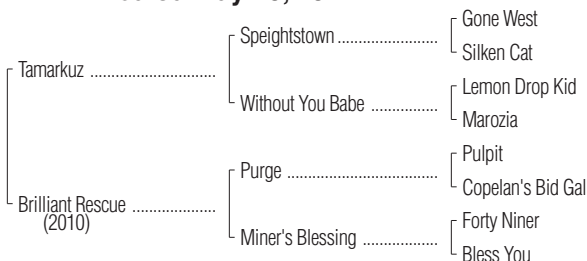 Gone West
Speightstown
Silken Cat
Tamarkuz
Lemon Drop Kid
Without You Babe
Marozia
Pulpit
Purge
Copelan's Bid Gal
Brilliant Rescue
(2010)
Forty Niner
Miner's Blessing
Bless You